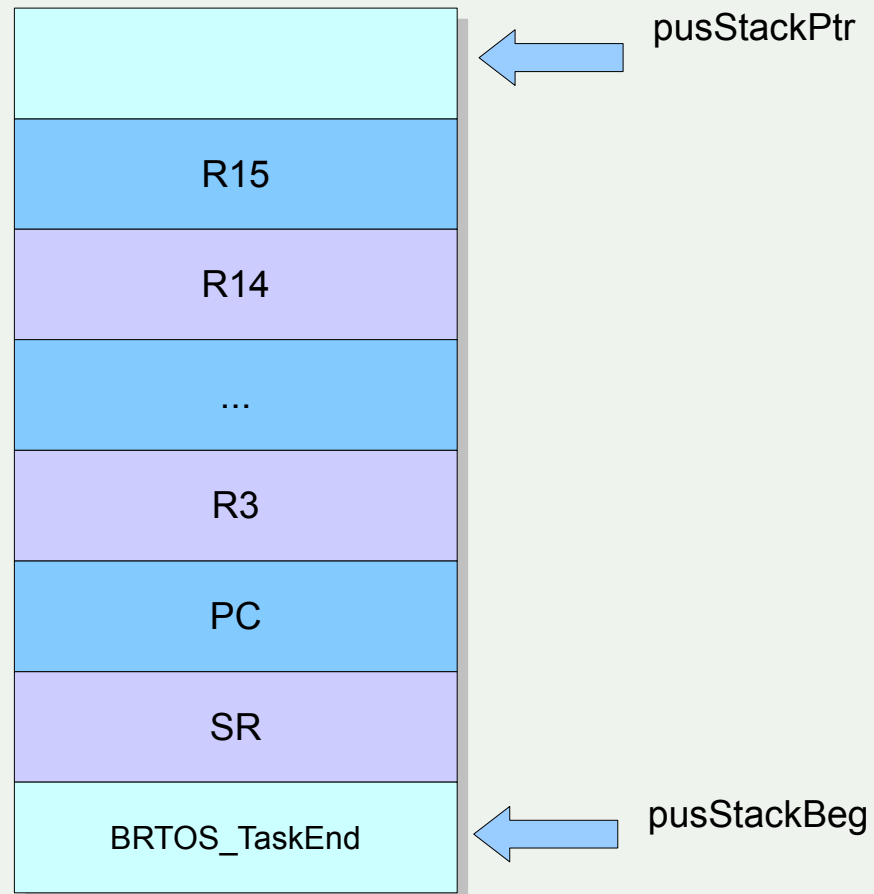 pusStackPtr
R15
R14
...
R3
PC
SR
BRTOS_TaskEnd
pusStackBeg